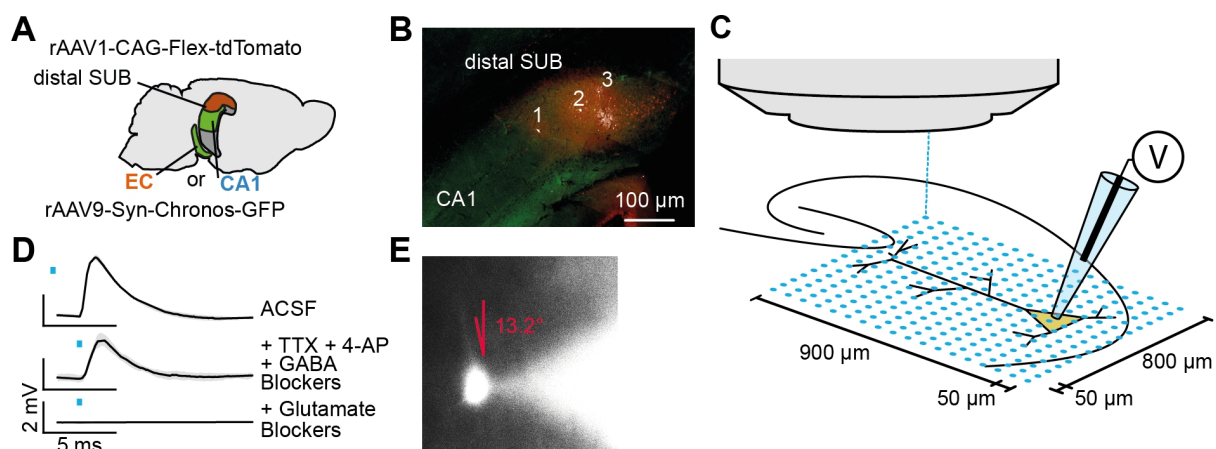 A
rAAV1-CAG-Flex-tdTomato
distal SUB
EC or CA1
rAAV9-Syn-Chronos-GFP
B
distal SUB
1
2
3
CA1
100 µm
C
V
900 µm
50 µm
50 µm
800 µm
D
ACSF
+ TTX + 4-AP
+ GABA
Blockers
+ Glutamate
Blockers
2 mV
5 ms
E
13.2°